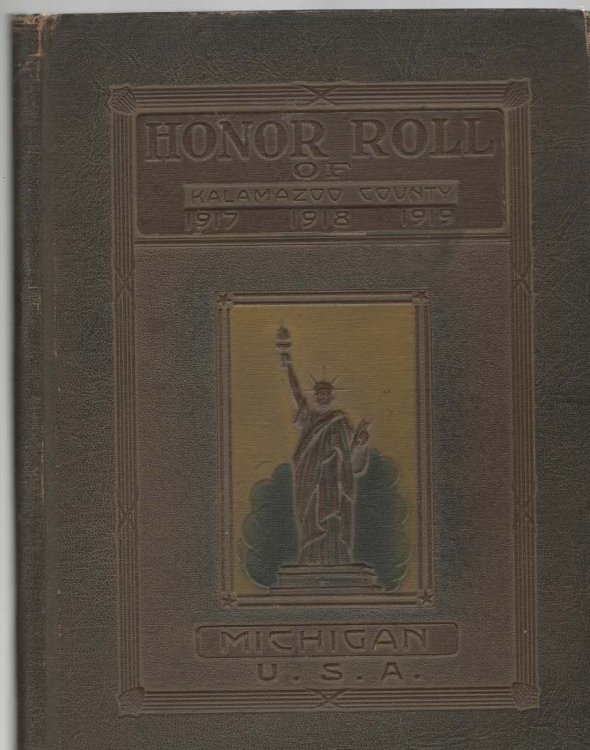 HONOR ROLL
OF
KALAMAZOO COUNTY
1917 1918 1919
MICHIGAN
U.S.A.